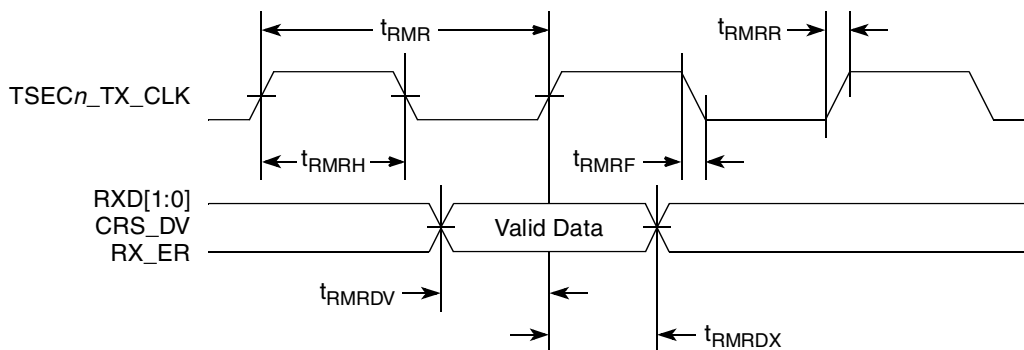 tRMR
tRMRR
TSECn_TX_CLK
tRMRH
tRMRF
RXD[1:0]
CRS_DV
Valid Data
RX_ER
tRMRDV
tRMRDX